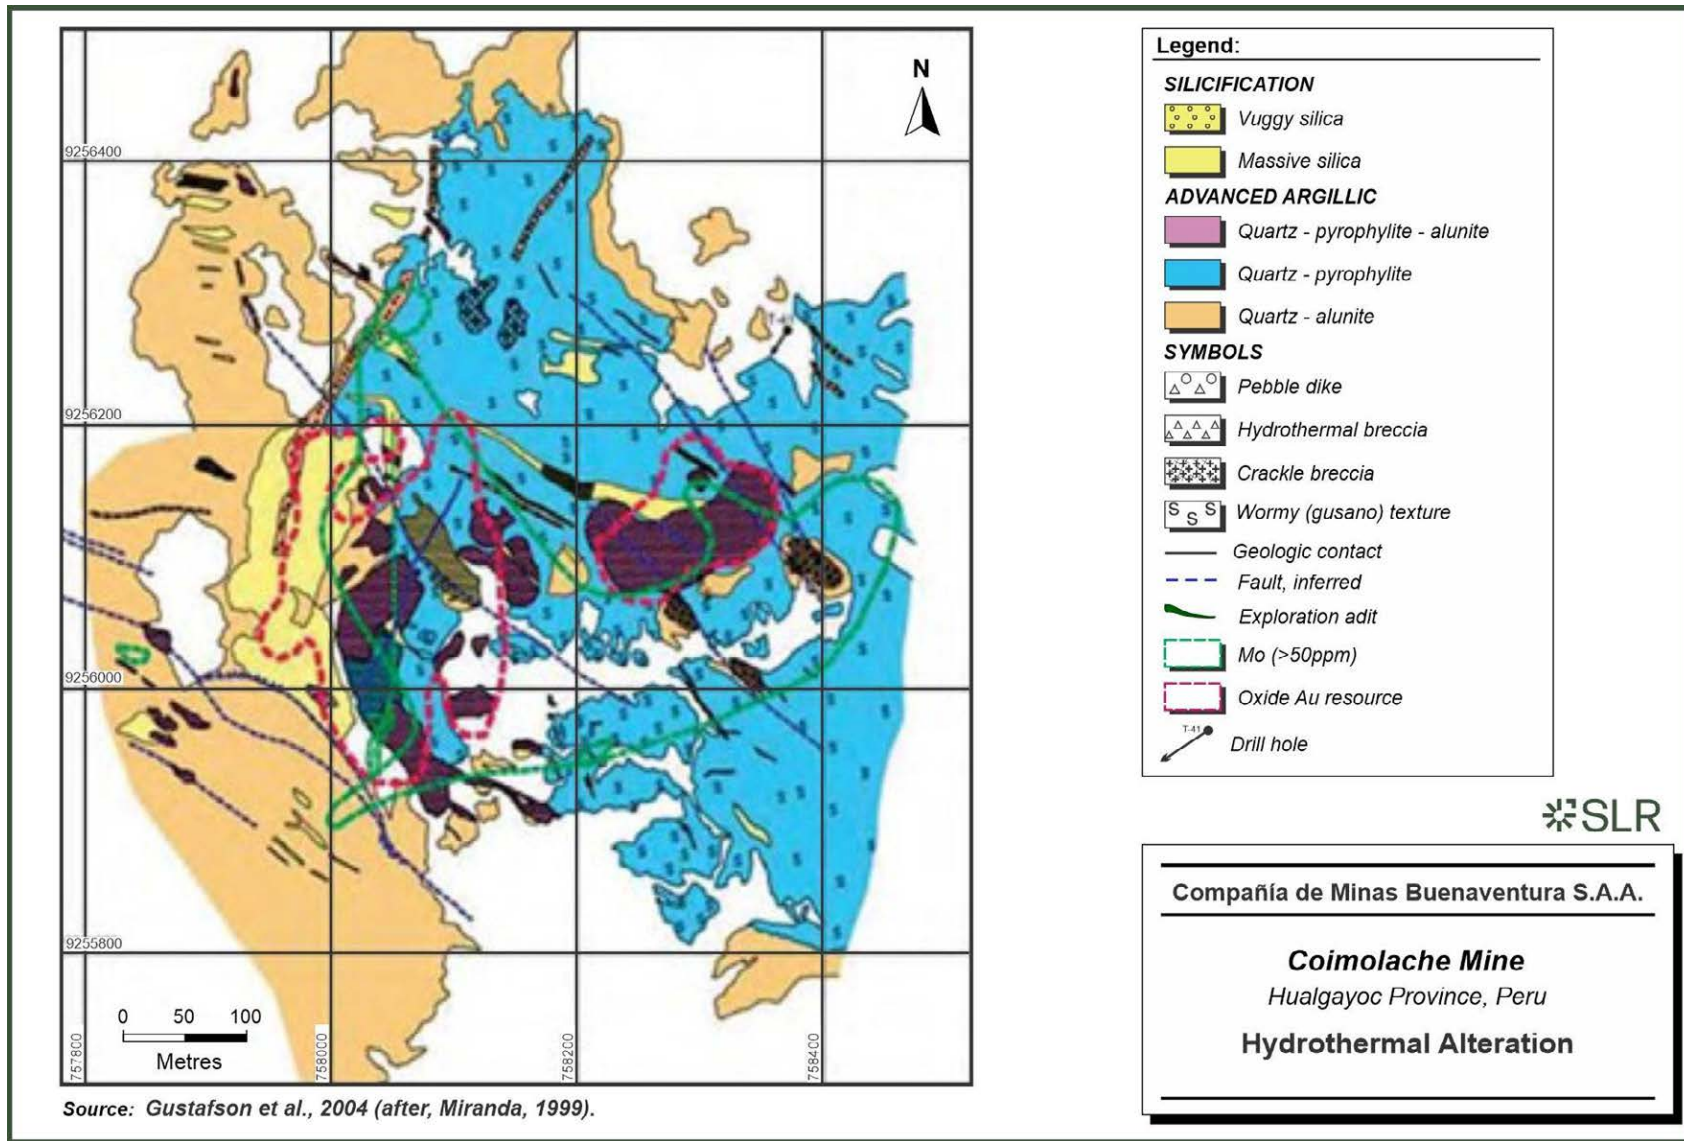 N
9256400
9256200
9256000
9255800
757800
758000
758200
758400
T-41
0 50 100
Metres
Source: Gustafson et al., 2004 (after, Miranda, 1999).
Legend:
SILICIFICATION
Vuggy silica
Massive silica
ADVANCED ARGILLIC
Quartz - pyrophylite - alunite
Quartz - pyrophylite
Quartz - alunite
SYMBOLS
Pebble dike
Hydrothermal breccia
Crackle breccia
S S S Wormy (gusano) texture
Geologic contact
Fault, inferred
Exploration adit
Mo (>50ppm)
Oxide Au resource
T-41 Drill hole
SLR
Compañía de Minas Buenaventura S.A.A.
Coimolache Mine
Hualgayoc Province, Peru
Hydrothermal Alteration